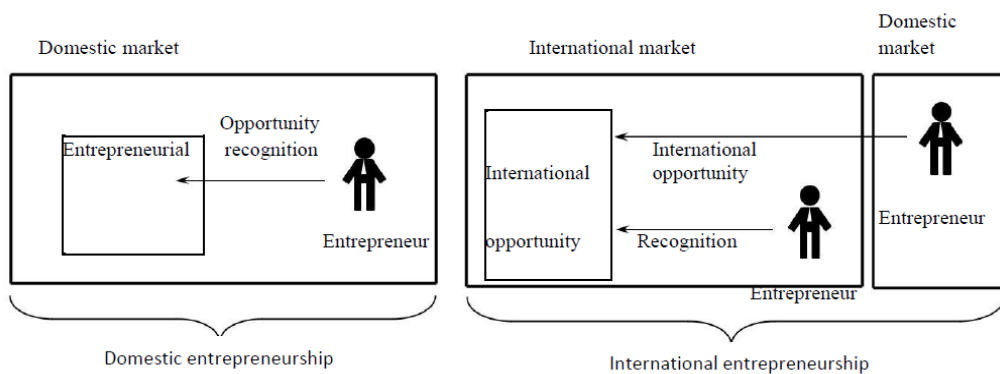 Domestic market
Opportunity
recognition
Entrepreneurial
Entrepreneur
Domestic entrepreneurship
International market
Domestic
market
International
opportunity
International
opportunity
Recognition
Entrepreneur
Entrepreneur
International entrepreneurship